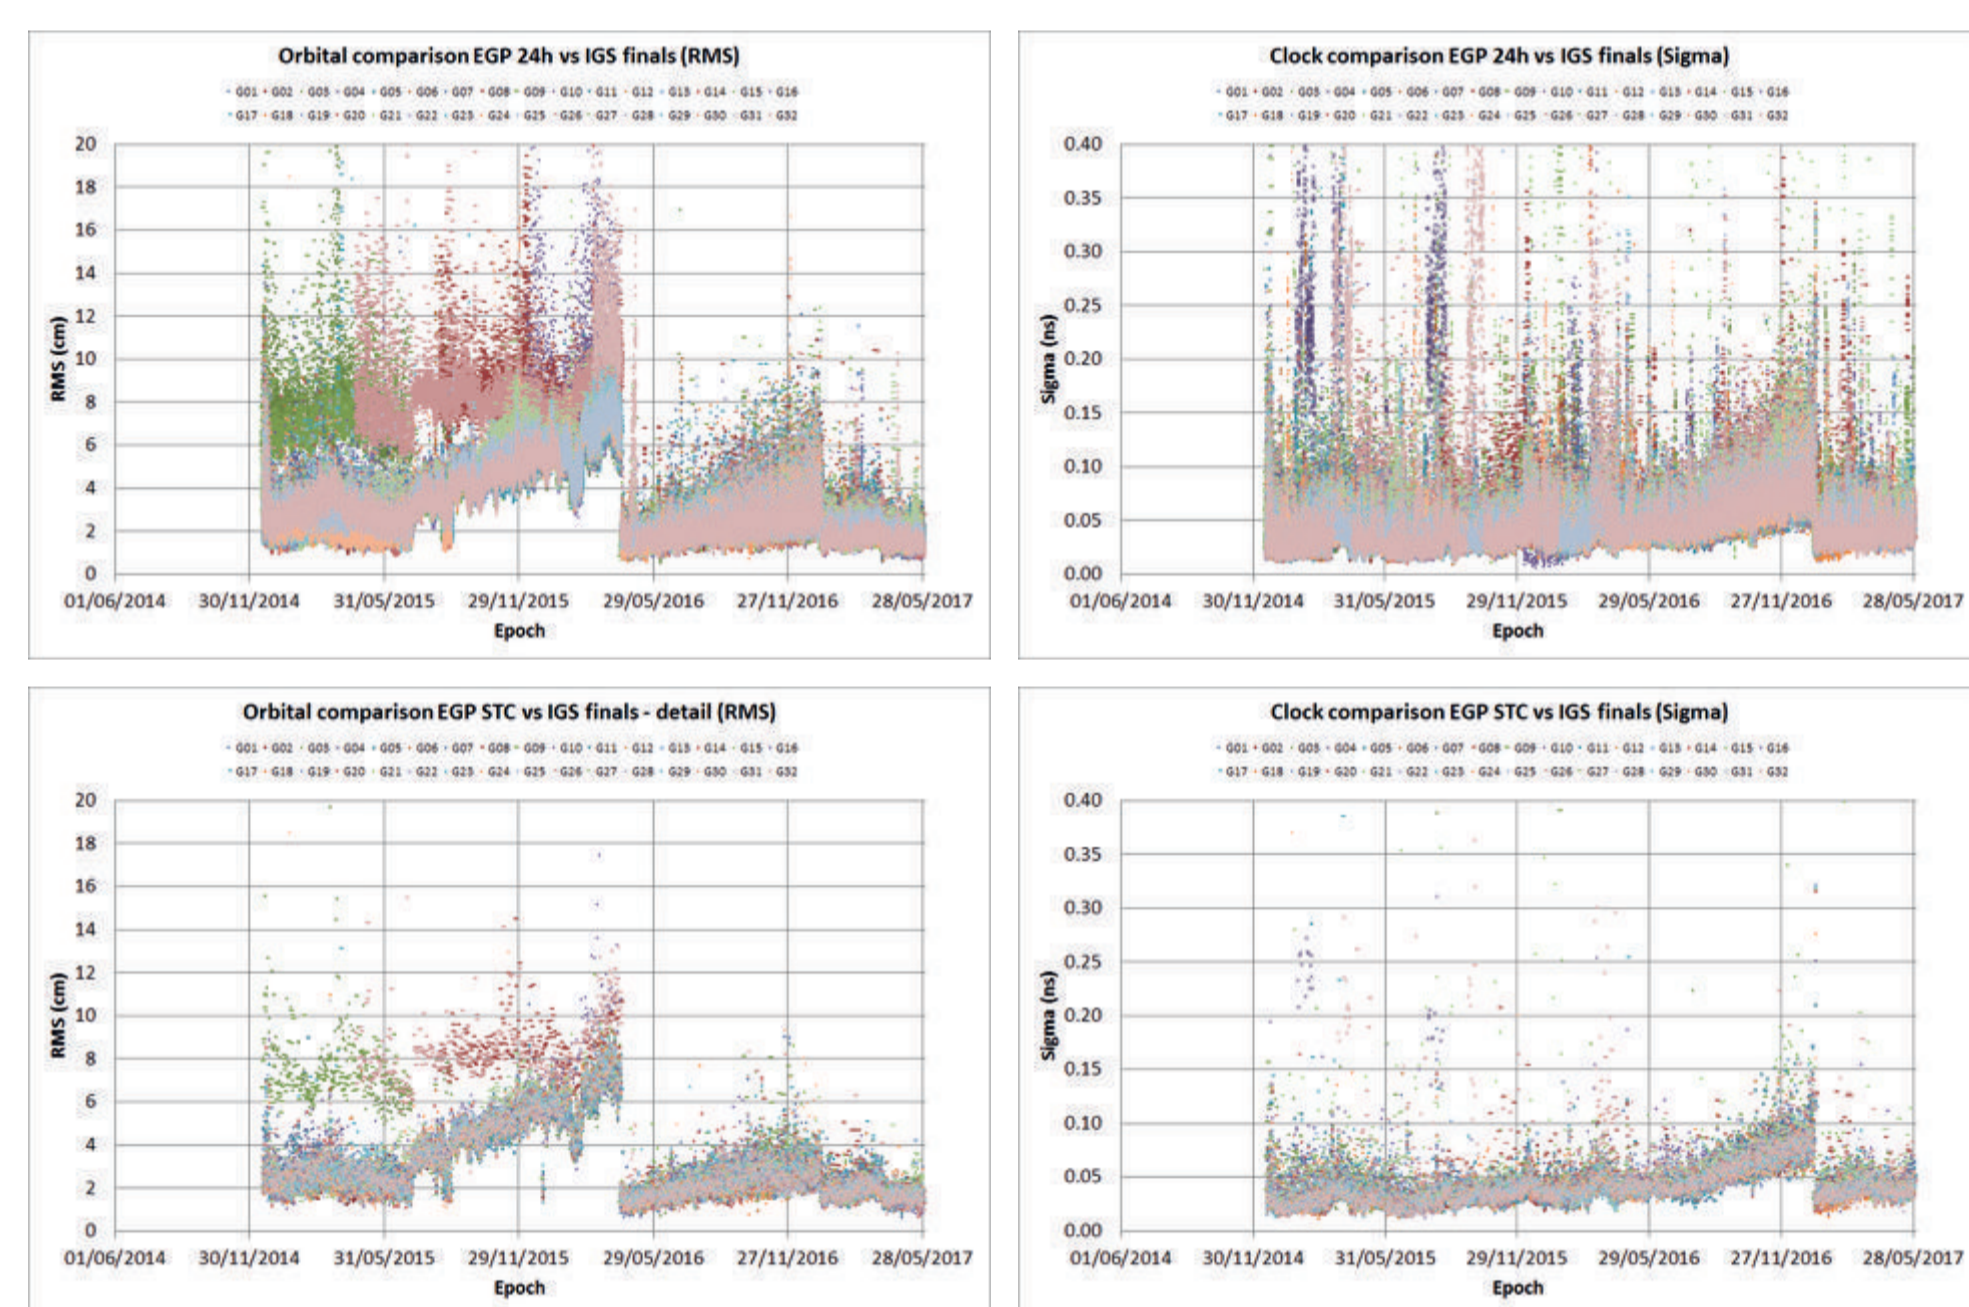 Orbital comparison EGP 24h vs IGS finals (RMS)
G01 G02 G03 G04 G05 G06 G07 G08 G09 G10 G11 G12 G13 G14 G15 G16
G17 G18 G19 G20 G21 G22 G23 G24 G25 G26 G27 G28 G29 G30 G31 G32
20
18
16
14
12
10
8
6
4
2
0
RMS (cm)
01/06/2014 30/11/2014 31/05/2015 29/11/2015 29/05/2016 27/11/2016 28/05/2017
Epoch
Clock comparison EGP 24h vs IGS finals (Sigma)
G01 G02 G03 G04 G05 G06 G07 G08 G09 G10 G11 G12 G13 G14 G15 G16
G17 G18 G19 G20 G21 G22 G23 G24 G25 G26 G27 G28 G29 G30 G31 G32
0.40
0.35
0.30
0.25
0.20
0.15
0.10
0.05
0.00
Sigma (ns)
01/06/2014 30/11/2014 31/05/2015 29/11/2015 29/05/2016 27/11/2016 28/05/2017
Epoch
Orbital comparison EGP STC vs IGS finals - detail (RMS)
G01 G02 G03 G04 G05 G06 G07 G08 G09 G10 G11 G12 G13 G14 G15 G16
G17 G18 G19 G20 G21 G22 G23 G24 G25 G26 G27 G28 G29 G30 G31 G32
20
18
16
14
12
10
8
6
4
2
0
RMS (cm)
01/06/2014 30/11/2014 31/05/2015 29/11/2015 29/05/2016 27/11/2016 28/05/2017
Epoch
Clock comparison EGP STC vs IGS finals (Sigma)
G01 G02 G03 G04 G05 G06 G07 G08 G09 G10 G11 G12 G13 G14 G15 G16
G17 G18 G19 G20 G21 G22 G23 G24 G25 G26 G27 G28 G29 G30 G31 G32
0.40
0.35
0.30
0.25
0.20
0.15
0.10
0.05
0.00
Sigma (ns)
01/06/2014 30/11/2014 31/05/2015 29/11/2015 29/05/2016 27/11/2016 28/05/2017
Epoch